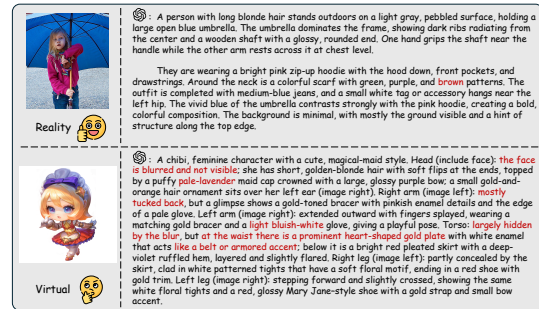 : A person with long blonde hair stands outdoors on a light gray, pebbled surface, holding a
large open blue umbrella. The umbrella dominates the frame, showing dark ribs radiating
from the center and a wooden shaft with a glossy, rounded end. One hand grips the shaft near the
handle while the other arm rests across it at chest level.
They are wearing a bright pink zip-up hoodie with the hood down, front pockets, and
drawstrings. Around the neck is a colorful scarf with green, purple, and brown patterns. The
outfit is completed with medium-blue jeans, and a small white tag or accessory hangs near the
left hip. The vivid blue of the umbrella contrasts strongly with the pink hoodie, creating a bold,
colorful composition. The background is minimal, with mostly the ground visible and a hint of
structure along the top edge.
Reality
: A chibi, feminine character with a cute, magical-maid style. Head (include face): the face
is blurred and not visible; she has short, golden-blonde hair with soft flips at the ends, topped
by a puffy pale-lavender maid cap crowned with a large, glossy purple bow; a small gold-and-
orange hair ornament sits over her left ear (image right). Right arm (image left): mostly
tucked back, but a glimpse shows a gold-toned bracer with pinkish enamel details and the edge
of a pale glove. Left arm (image right): extended outward with fingers splayed, wearing a
matching gold bracer and a light bluish-white glove, giving a playful pose. Torso: largely hidden
by the blur, but at the waist there is a prominent heart-shaped gold plate with white enamel
that acts like a belt or armored accent; below it is a bright red pleated skirt with a deep-
violet ruffled hem, layered and slightly flared. Right leg (image left): partly concealed by the
skirt, clad in white patterned tights that have a soft floral motif, ending in a red shoe with
gold trim. Left leg (image right): stepping forward and slightly crossed, showing the same
white floral tights and a red, glossy Mary Jane-style shoe with a gold strap and small bow
accent.
Virtual